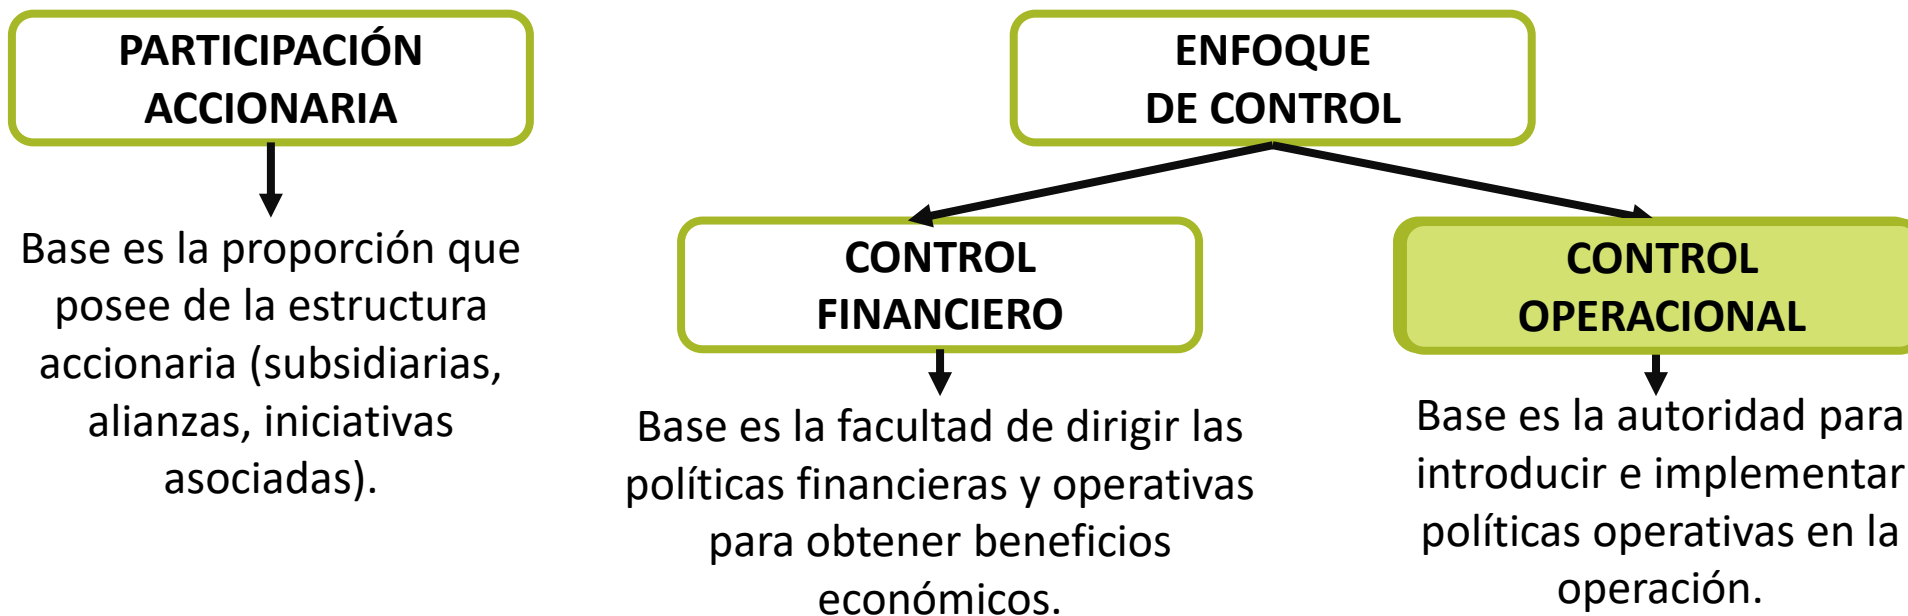 PARTICIPACIÓN
ACCIONARIA
Base es la proporción que
posee de la estructura
accionaria (subsidiarias,
alianzas, iniciativas
asociadas).
ENFOQUE
DE CONTROL
CONTROL
FINANCIERO
Base es la facultad de dirigir las
políticas financieras y operativas
para obtener beneficios
económicos.
CONTROL
OPERACIONAL
Base es la autoridad para
introducir e implementar
políticas operativas en la
operación.